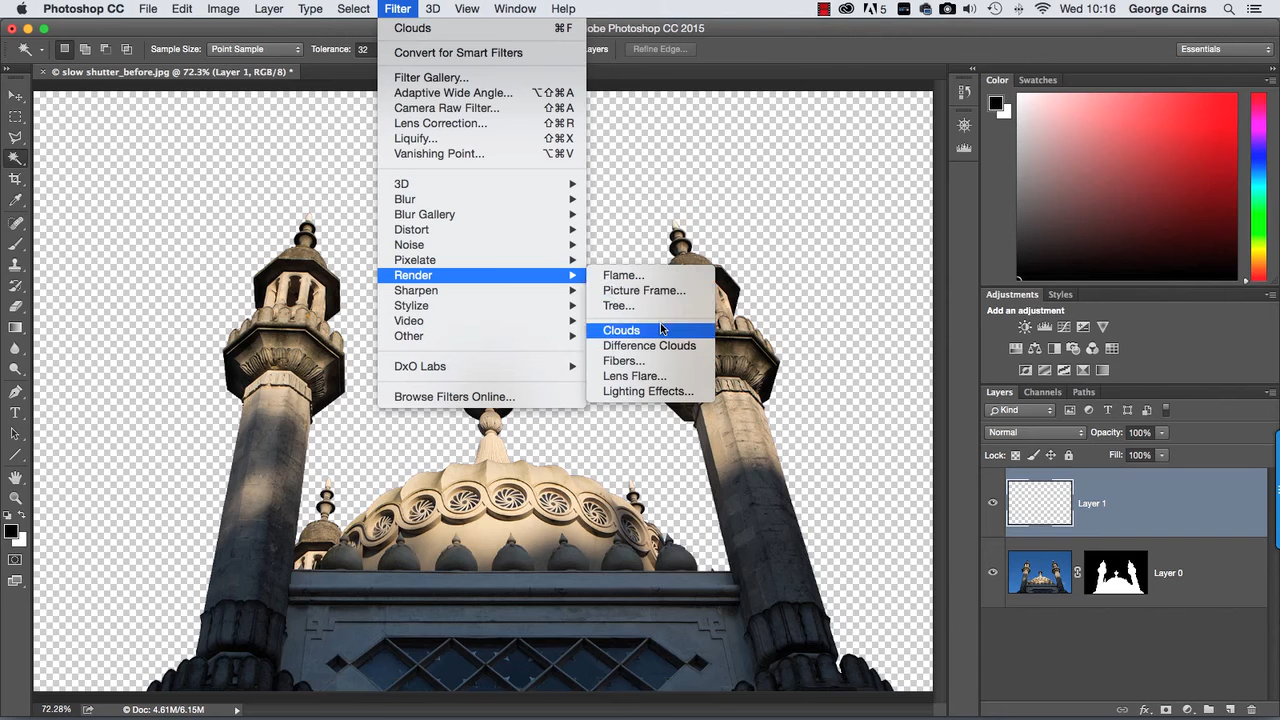 Photoshop CC File Edit Image Layer Type Select Filter 3D View Window Help 5 Wed 10:16 George Cairns
Adobe Photoshop CC 2015
Sample Size: Point Sample Tolerance: 32 Layers Refine Edge... Essentials
× © slow shutter_before.jpg @ 72.3% (Layer 1, RGB/8) *
Clouds ⌘F
Convert for Smart Filters
Filter Gallery...
Adaptive Wide Angle... ⌥⇧⌘A
Camera Raw Filter... ⇧⌘A
Lens Correction... ⇧⌘R
Liquify... ⇧⌘X
Vanishing Point... ⌥⌘V
3D
Blur
Blur Gallery
Distort
Noise
Pixelate
Render
Sharpen
Stylize
Video
Other
DxO Labs
Browse Filters Online...
Flame...
Picture Frame...
Tree...
Clouds
Difference Clouds
Fibers...
Lens Flare...
Lighting Effects...
Color Swatches
Adjustments Styles
Add an adjustment
Layers Channels Paths
Kind
Normal Opacity: 100%
Lock: Fill: 100%
Layer 1
Layer 0
72.28% Doc: 4.61M/6.15M